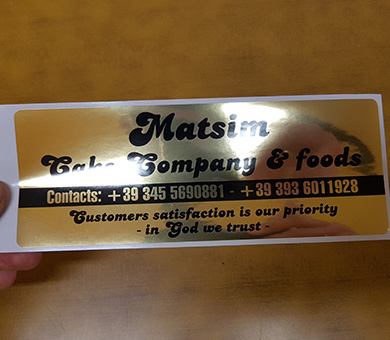 Matsim
Cake Company & foods
Contacts: +39 345 5690881 - +39 393 6011928
Customers satisfaction is our priority
- in God we trust -